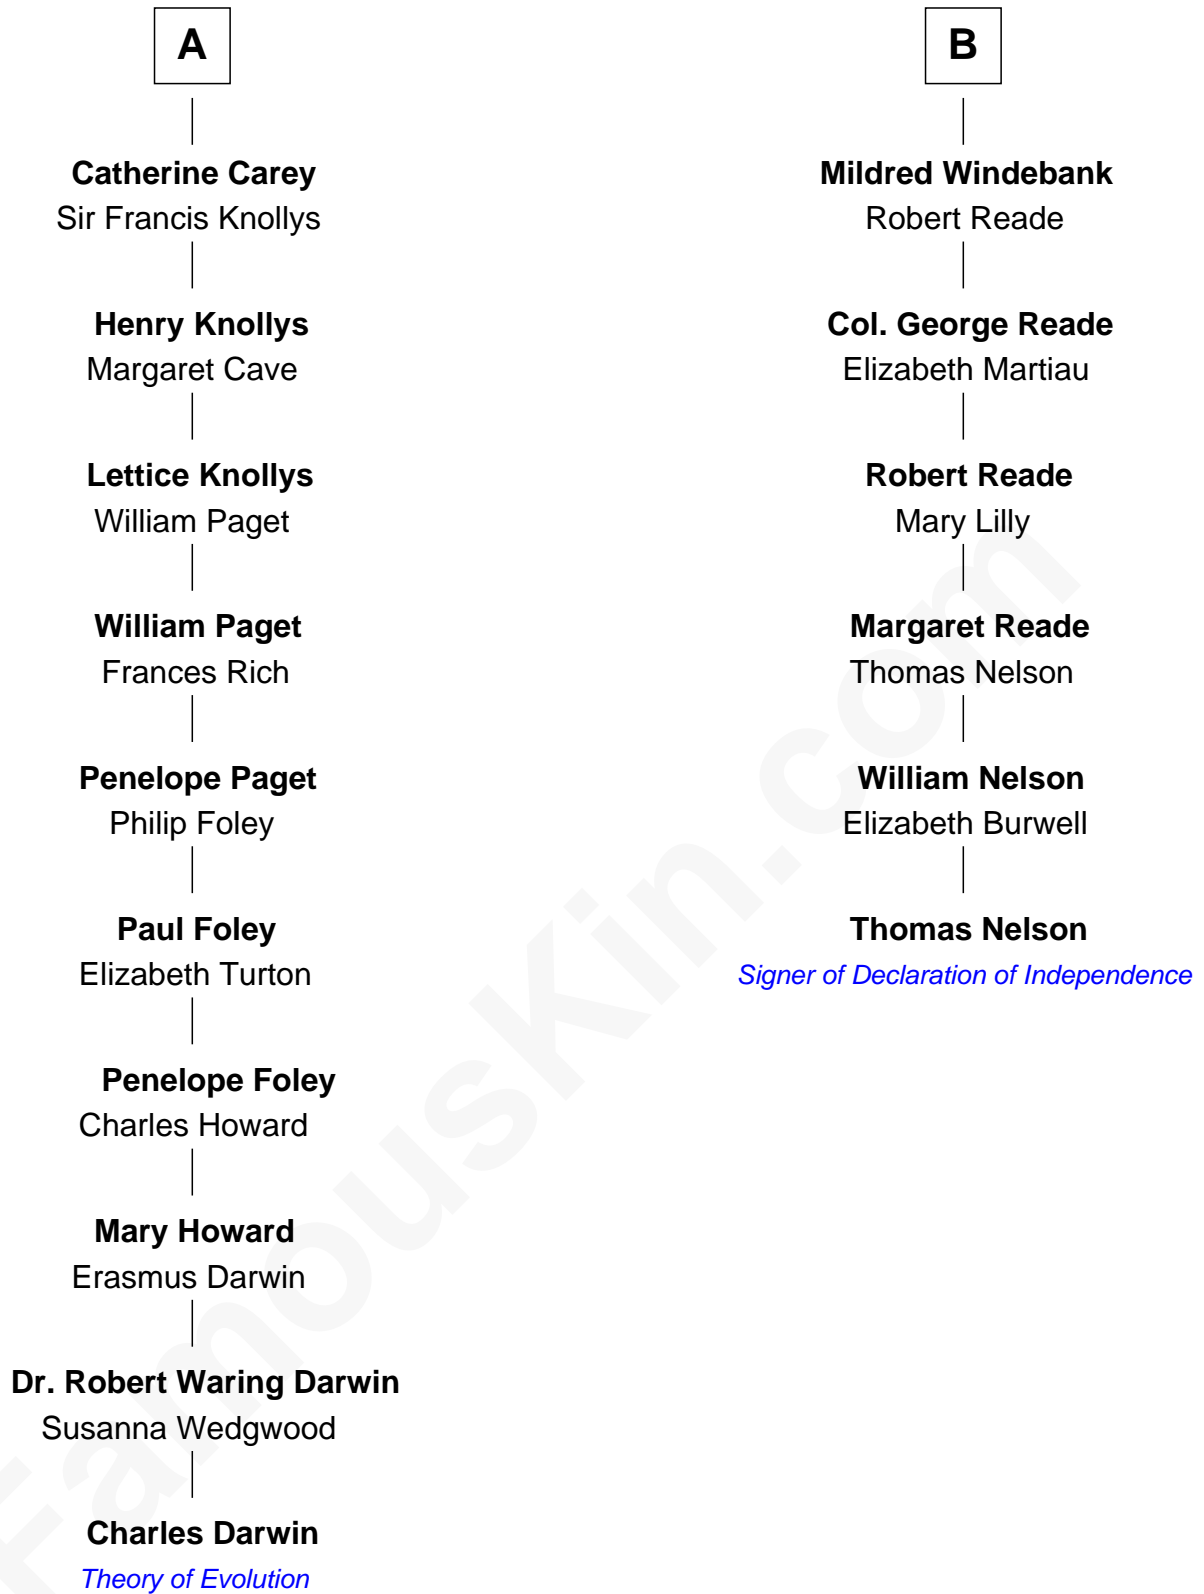 A
Catherine Carey
Sir Francis Knollys
Henry Knollys
Margaret Cave
Lettice Knollys
William Paget
William Paget
Frances Rich
Penelope Paget
Philip Foley
Paul Foley
Elizabeth Turton
Penelope Foley
Charles Howard
Mary Howard
Erasmus Darwin
Dr. Robert Waring Darwin
Susanna Wedgwood
Charles Darwin
Theory of Evolution
B
Mildred Windebank
Robert Reade
Col. George Reade
Elizabeth Martiau
Robert Reade
Mary Lilly
Margaret Reade
Thomas Nelson
William Nelson
Elizabeth Burwell
Thomas Nelson
Signer of Declaration of Independence
FamousKin.com